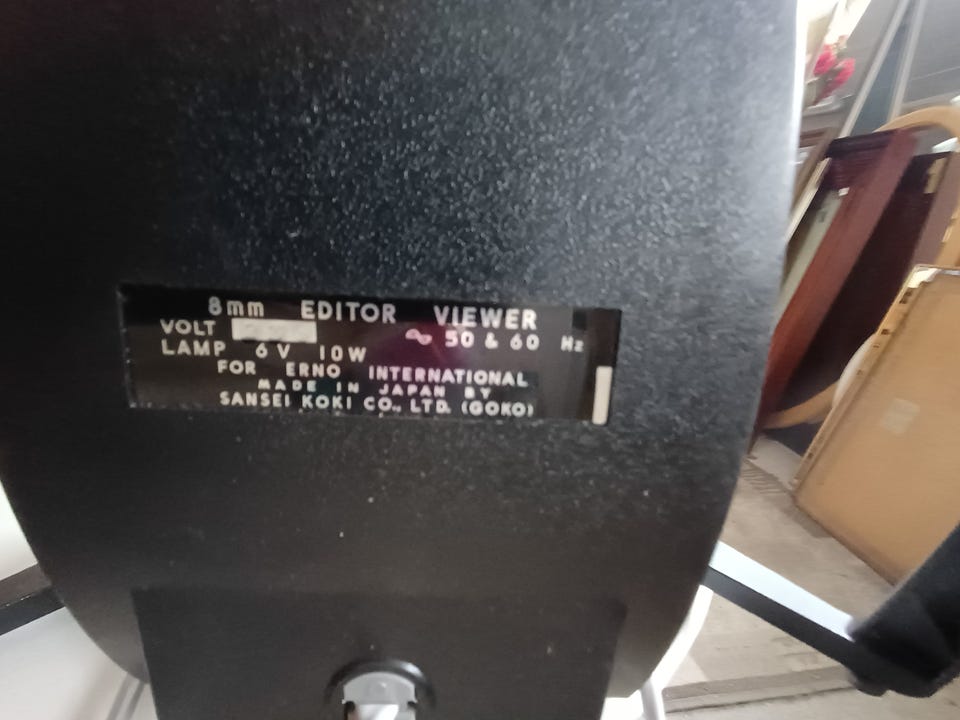 8mm EDITOR VIEWER
VOLT ~ 50 & 60 Hz
LAMP 6V 10W
FOR ERNO INTERNATIONAL
MADE IN JAPAN BY
SANSEI KOKI CO., LTD. (GOKO)